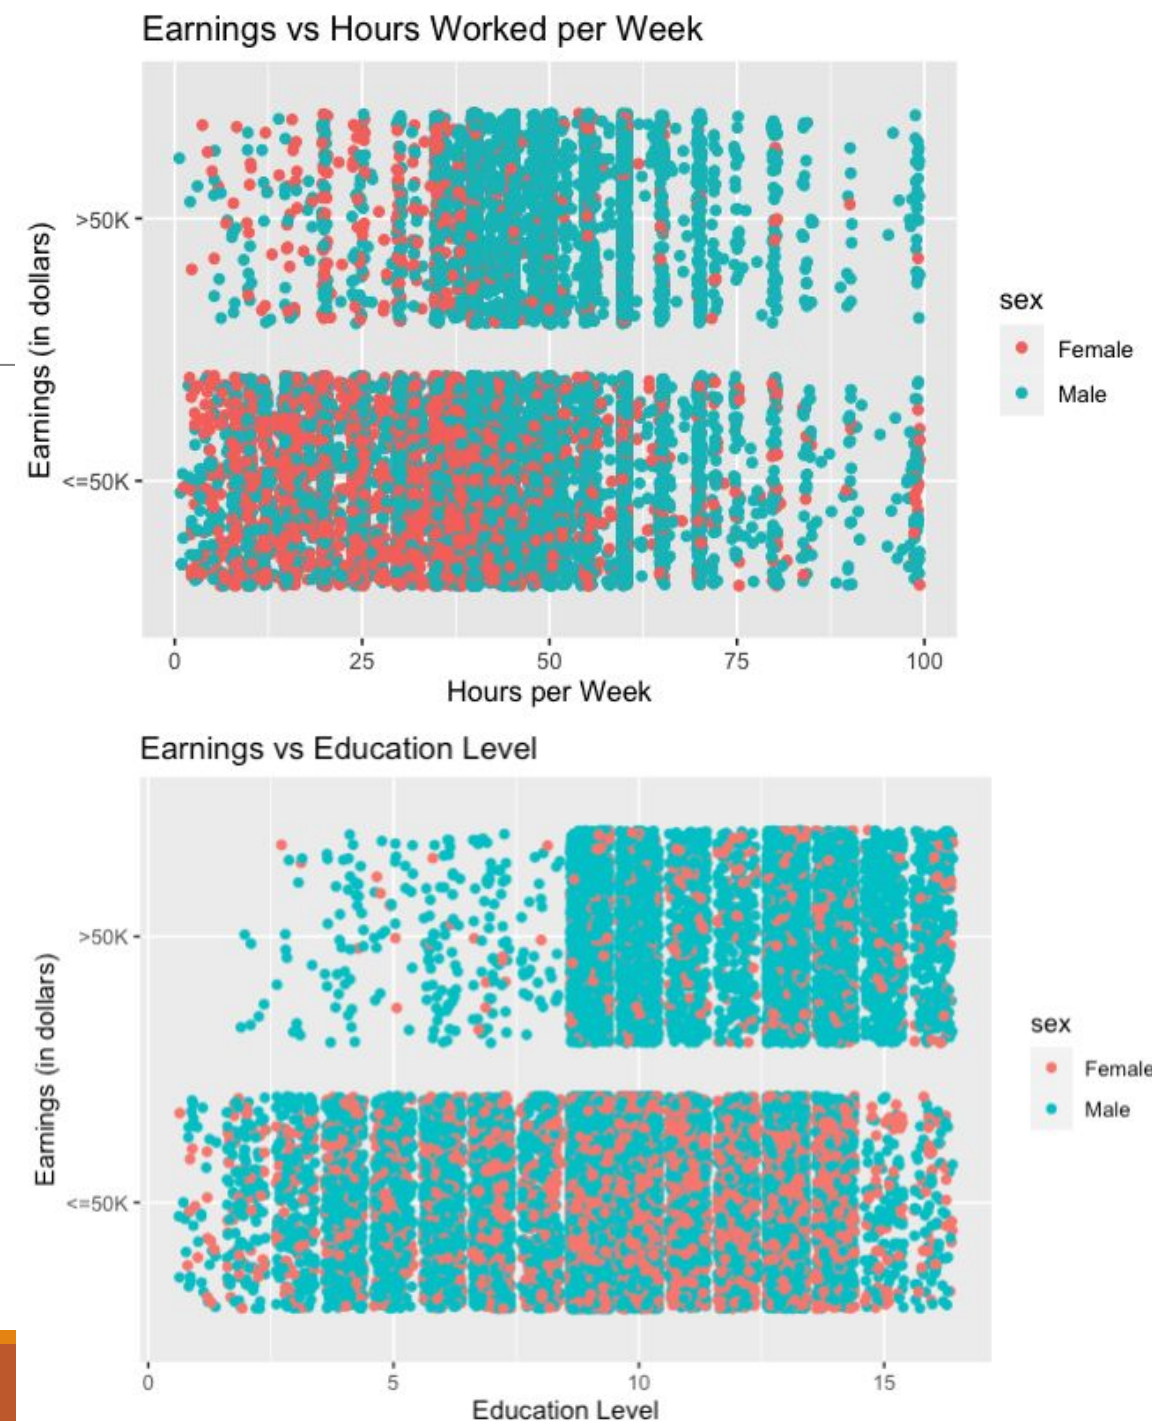 Earnings vs Hours Worked per Week
Earnings (in dollars)
>50K
<=50K
0 25 50 75 100
Hours per Week
sex
Female
Male
Earnings vs Education Level
Earnings (in dollars)
>50K
<=50K
0 5 10 15
Education Level
sex
Female
Male